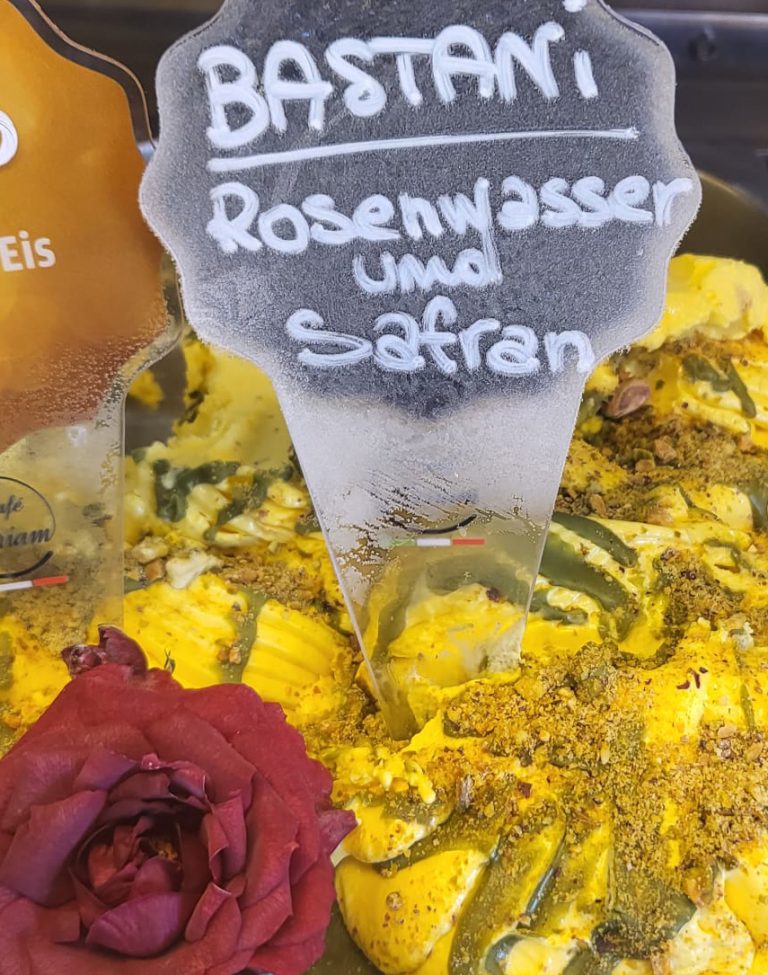 BASTANi
Rosenwasser
und
Safran
Eis